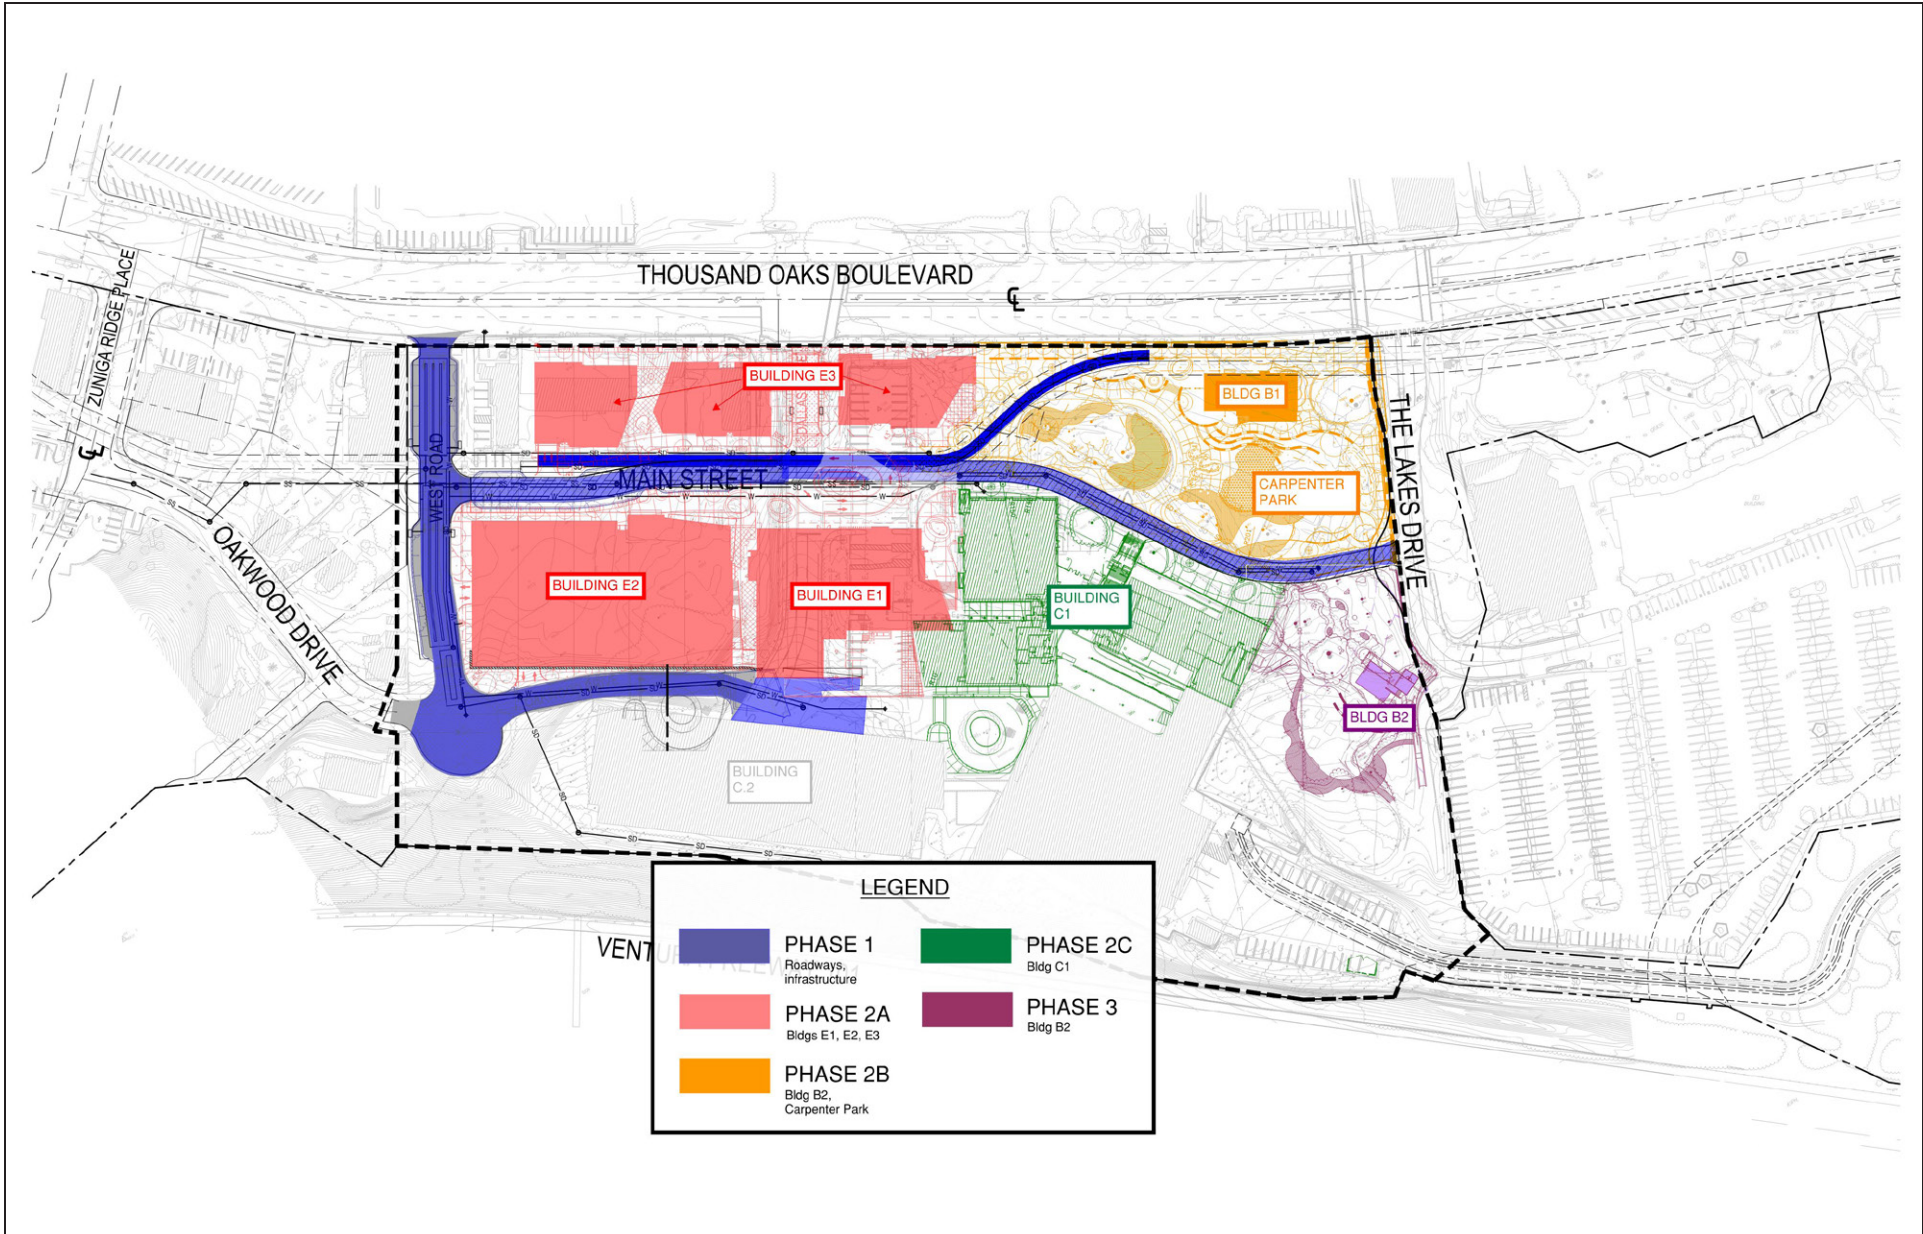 THOUSAND OAKS BOULEVARD
ZUNIGA RIDGE PLACE
WEST ROAD
BUILDING E3
BLDG B1
MAIN STREET
CARPENTER
PARK
THE LAKES DRIVE
OAKWOOD DRIVE
BUILDING E2
BUILDING E1
BUILDING
C1
BLDG B2
BUILDING
C.2
LEGEND
PHASE 1
Roadways,
infrastructure
PHASE 2A
Bldgs E1, E2, E3
PHASE 2B
Bldg B2,
Carpenter Park
PHASE 2C
Bldg C1
PHASE 3
Bldg B2